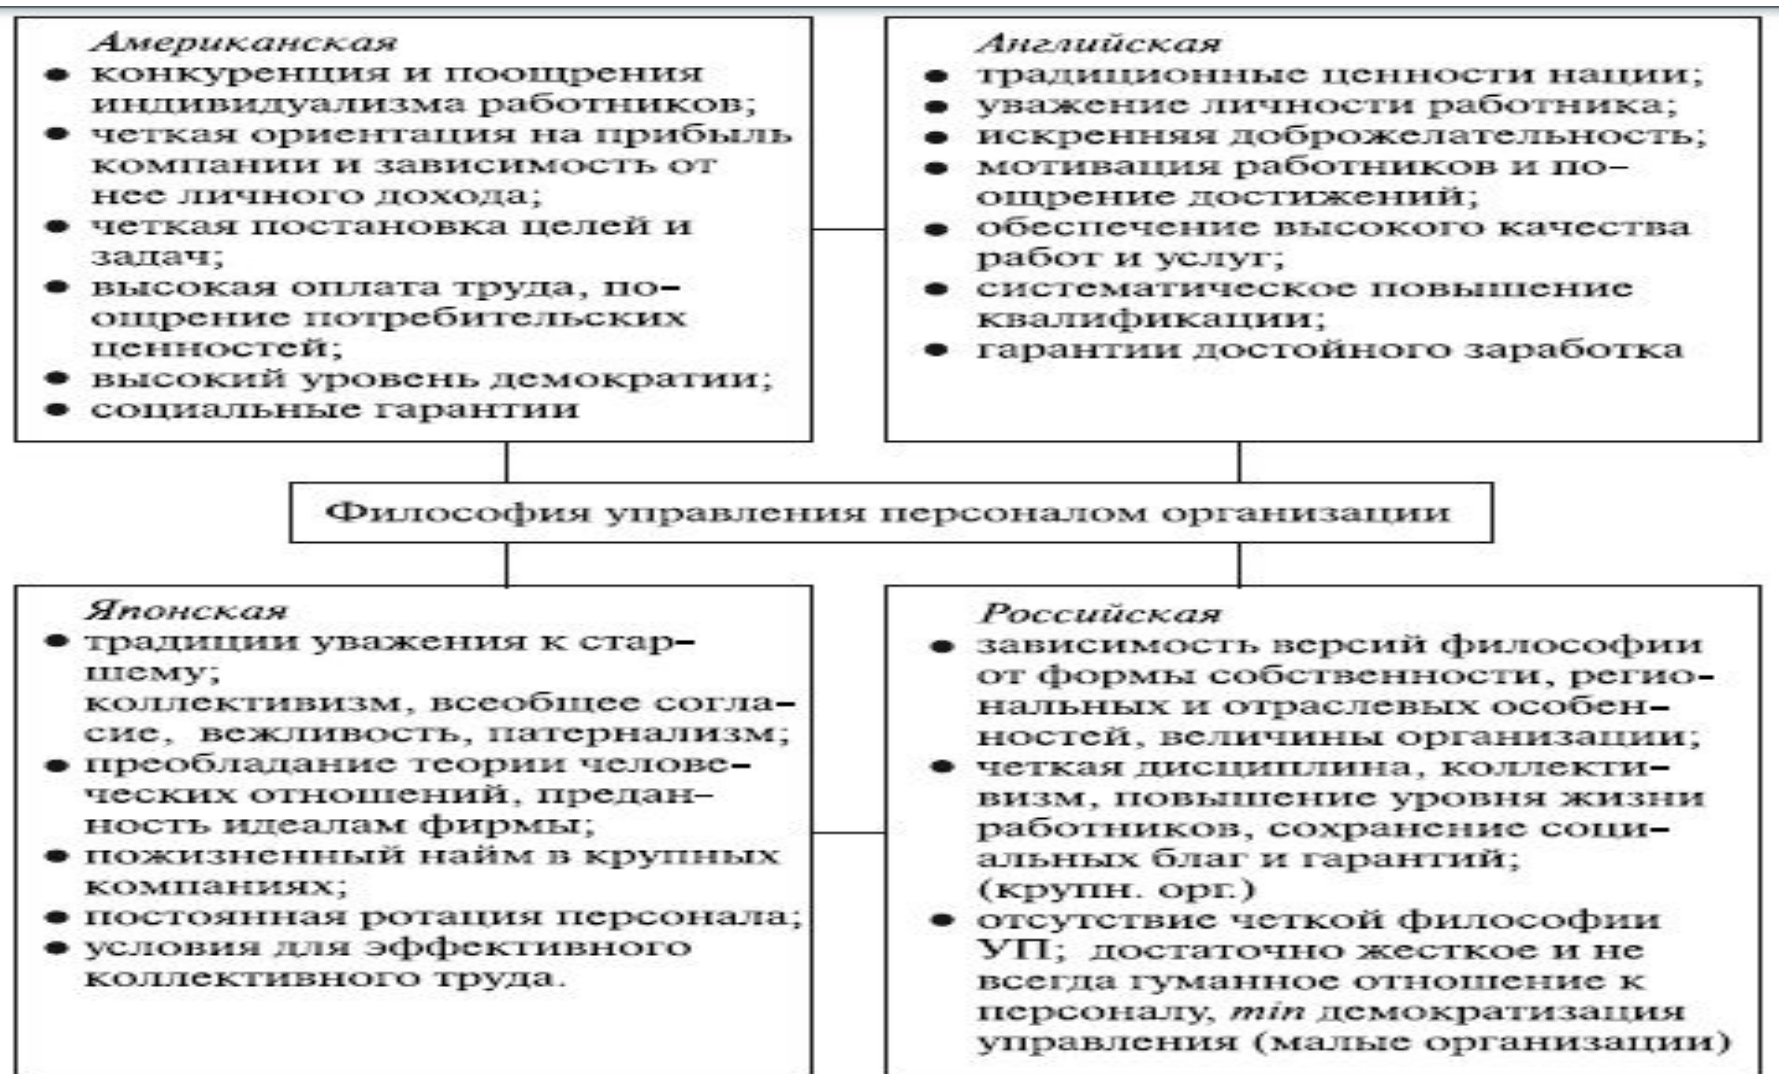 Американская
● конкуренция и поощрения
индивидуализма работников;
● четкая ориентация на прибыль
компании и зависимость от
нее личного дохода;
● четкая постановка целей и
задач;
● высокая оплата труда, по-
ощрение потребительских
ценностей;
● высокий уровень демократии;
● социальные гарантии
Английская
● традиционные ценности нации;
● уважение личности работника;
● искренняя доброжелательность;
● мотивация работников и по-
ощрение достижений;
● обеспечение высокого качества
работ и услуг;
● систематическое повышение
квалификации;
● гарантии достойного заработка
Философия управления персоналом организации
Японская
● традиции уважения к стар-
шему;
коллективизм, всеобщее согла-
сие, вежливость, патернализм;
● преобладание теории челове-
ческих отношений, предан-
ность идеалам фирмы;
● пожизненный найм в крупных
компаниях;
● постоянная ротация персонала;
● условия для эффективного
коллективного труда.
Российская
● зависимость версий философии
от формы собственности, регио-
нальных и отраслевых особен-
ностей, величины организации;
● четкая дисциплина, коллекти-
визм, повышение уровня жизни
работников, сохранение соци-
альных благ и гарантий;
(крупн. орг.)
● отсутствие четкой философии
УП; достаточно жесткое и не
всегда гуманное отношение к
персоналу, min демократизация
управления (малые организации)